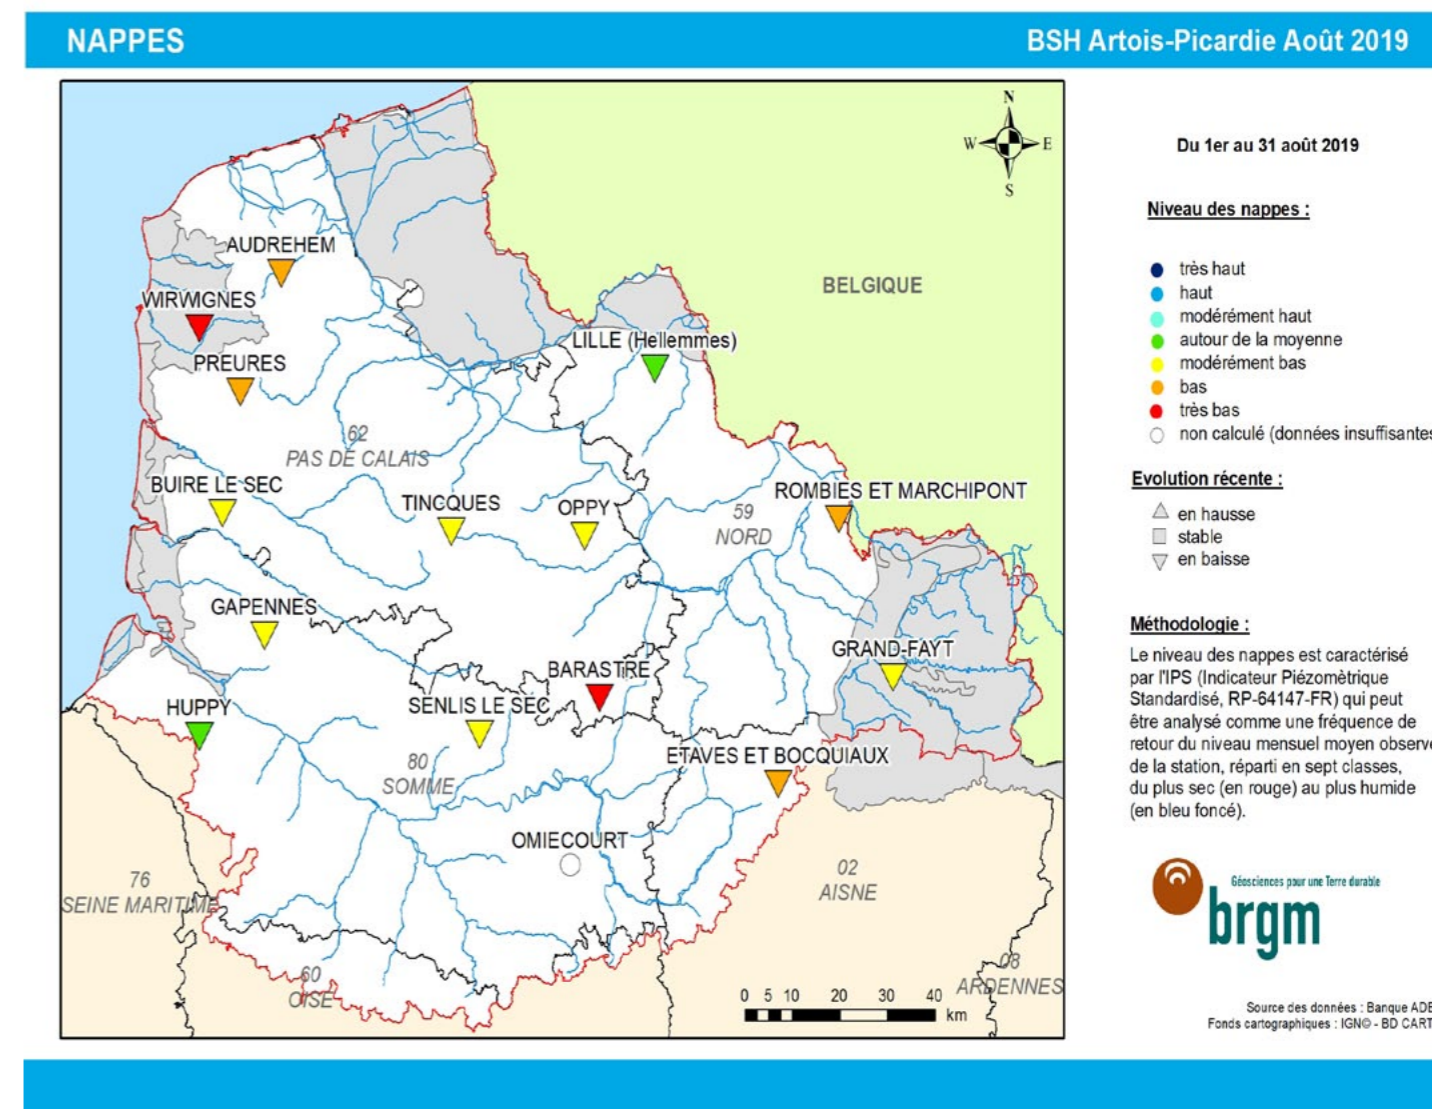 NAPPES
BSH Artois-Picardie Août 2019
N
W
E
S
AUDREHEM
WIRWIGNES
PREURES
BELGIQUE
LILLE (Hellemmes)
62
PAS DE CALAIS
BUIRE LE SEC
TINCQUES
OPPY
ROMBIES ET MARCHIPONT
59
NORD
GAPENNES
GRAND-FAYT
BARASTRE
HUPPY
SENLIS LE SEC
80
SOMME
ETAVES ET BOCQUIAUX
OMIECOURT
76
SEINE MARITIME
02
AISNE
60
OISE
08
ARDENNES
0 5 10 20 30 40
km
Du 1er au 31 août 2019
Niveau des nappes :
très haut
haut
modérément haut
autour de la moyenne
modérément bas
bas
très bas
non calculé (données insuffisantes
Evolution récente :
en hausse
stable
en baisse
Méthodologie :
Le niveau des nappes est caractérisé
par l'IPS (Indicateur Piézomètrique
Standardisé, RP-64147-FR) qui peut
être analysé comme une fréquence de
retour du niveau mensuel moyen observé
de la station, réparti en sept classes,
du plus sec (en rouge) au plus humide
(en bleu foncé).
Géosciences pour une Terre durable
brgm
Source des données : Banque ADE
Fonds cartographiques : IGN© - BD CART